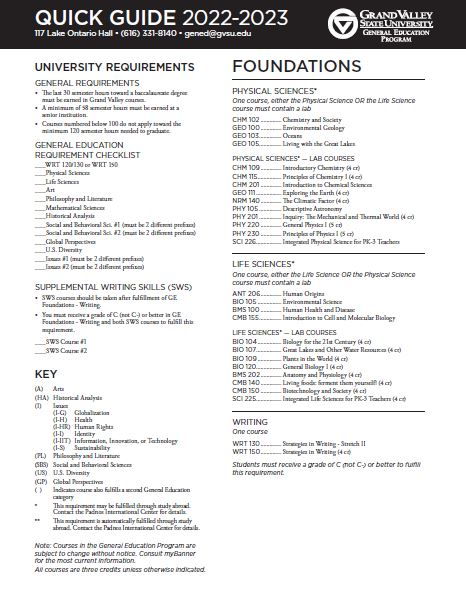 QUICK GUIDE 2022-2023
117 Lake Ontario Hall • (616) 331-8140 • gened@gvsu.edu
GRAND VALLEY
STATE UNIVERSITY.
GENERAL EDUCATION
PROGRAM
UNIVERSITY REQUIREMENTS
GENERAL REQUIREMENTS
• The last 30 semester hours toward a baccalaureate degree
must be earned in Grand Valley courses.
• A minimum of 58 semester hours must be earned at a
senior institution.
• Courses numbered below 100 do not apply toward the
minimum 120 semester hours needed to graduate.
GENERAL EDUCATION
REQUIREMENT CHECKLIST
___WRT 120/130 or WRT 150
___Physical Sciences
___Life Sciences
___Art
___Philosophy and Literature
___Mathematical Sciences
___Historical Analysis
___Social and Behavioral Sci. #1 (must be 2 different prefixes)
___Social and Behavioral Sci. #2 (must be 2 different prefixes)
___Global Perspectives
___U.S. Diversity
___Issues #1 (must be 2 different prefixes)
___Issues #2 (must be 2 different prefixes)
SUPPLEMENTAL WRITING SKILLS (SWS)
• SWS courses should be taken after fulfillment of GE
Foundations - Writing.
• You must receive a grade of C (not C-) or better in GE
Foundations - Writing and both SWS courses to fulfill this
requirement.
___SWS Course #1
___SWS Course #2
KEY
(A) Arts
(HA) Historical Analysis
(I) Issues
(I-G) Globalization
(I-H) Health
(I-HR) Human Rights
(I-I) Identity
(I-IIT) Information, Innovation, or Technology
(I-S) Sustainability
(PL) Philosophy and Literature
(SBS) Social and Behavioral Sciences
(US) U.S. Diversity
(GP) Global Perspectives
( ) Indicates course also fulfills a second General Education
category
* This requirement may be fulfilled through study abroad.
Contact the Padnos International Center for details.
** This requirement is automatically fulfilled through study
abroad. Contact the Padnos International Center for details.
Note: Courses in the General Education Program are
subject to change without notice. Consult myBanner
for the most current information.
All courses are three credits unless otherwise indicated.
FOUNDATIONS
PHYSICAL SCIENCES*
One course, either the Physical Science OR the Life Science
course must contain a lab
CHM 102 ............. Chemistry and Society
GEO 100 ............. Environmental Geology
GEO 103 ............. Oceans
GEO 105 ............. Living with the Great Lakes
PHYSICAL SCIENCES* — LAB COURSES
CHM 109 ............. Introductory Chemistry (4 cr)
CHM 115 ............. Principles of Chemistry I (4 cr)
CHM 201 ............. Introduction to Chemical Sciences
GEO 111 ............. Exploring the Earth (4 cr)
NRM 140 ............. The Climatic Factor (4 cr)
PHY 105 ............. Descriptive Astronomy
PHY 201 ............. Inquiry: The Mechanical and Thermal World (4 cr)
PHY 220 ............. General Physics I (5 cr)
PHY 230 ............. Principles of Physics I (5 cr)
SCI 226 ............. Integrated Physical Science for PK-3 Teachers
LIFE SCIENCES*
One course, either the Life Science OR the Physical Science
course must contain a lab
ANT 206 ............. Human Origins
BIO 105 ............. Environmental Science
BMS 100 ............. Human Health and Disease
CMB 155 ............. Introduction to Cell and Molecular Biology
LIFE SCIENCES* — LAB COURSES
BIO 104 ............. Biology for the 21st Century (4 cr)
BIO 107 ............. Great Lakes and Other Water Resources (4 cr)
BIO 109 ............. Plants in the World (4 cr)
BIO 120 ............. General Biology I (4 cr)
BMS 202 ............. Anatomy and Physiology (4 cr)
CMB 140 ............. Living foods: ferment them yourself! (4 cr)
CMB 150 ............. Biotechnology and Society (4 cr)
SCI 225 ............. Integrated Life Sciences for PK-3 Teachers (4 cr)
WRITING
One course
WRT 130 ............. Strategies in Writing - Stretch II
WRT 150 ............. Strategies in Writing (4 cr)
Students must receive a grade of C (not C-) or better to fulfill
this requirement.